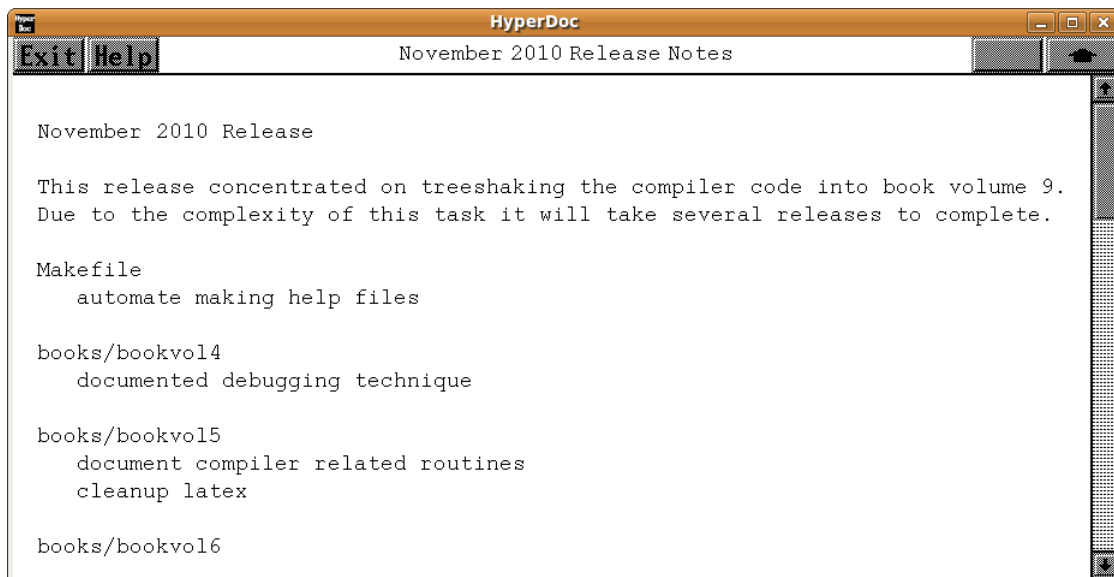 Hyper
Doc
HyperDoc
Exit Help
November 2010 Release Notes
November 2010 Release
This release concentrated on treeshaking the compiler code into book volume 9.
Due to the complexity of this task it will take several releases to complete.
Makefile
automate making help files
books/bookvol4
documented debugging technique
books/bookvol5
document compiler related routines
cleanup latex
books/bookvol6